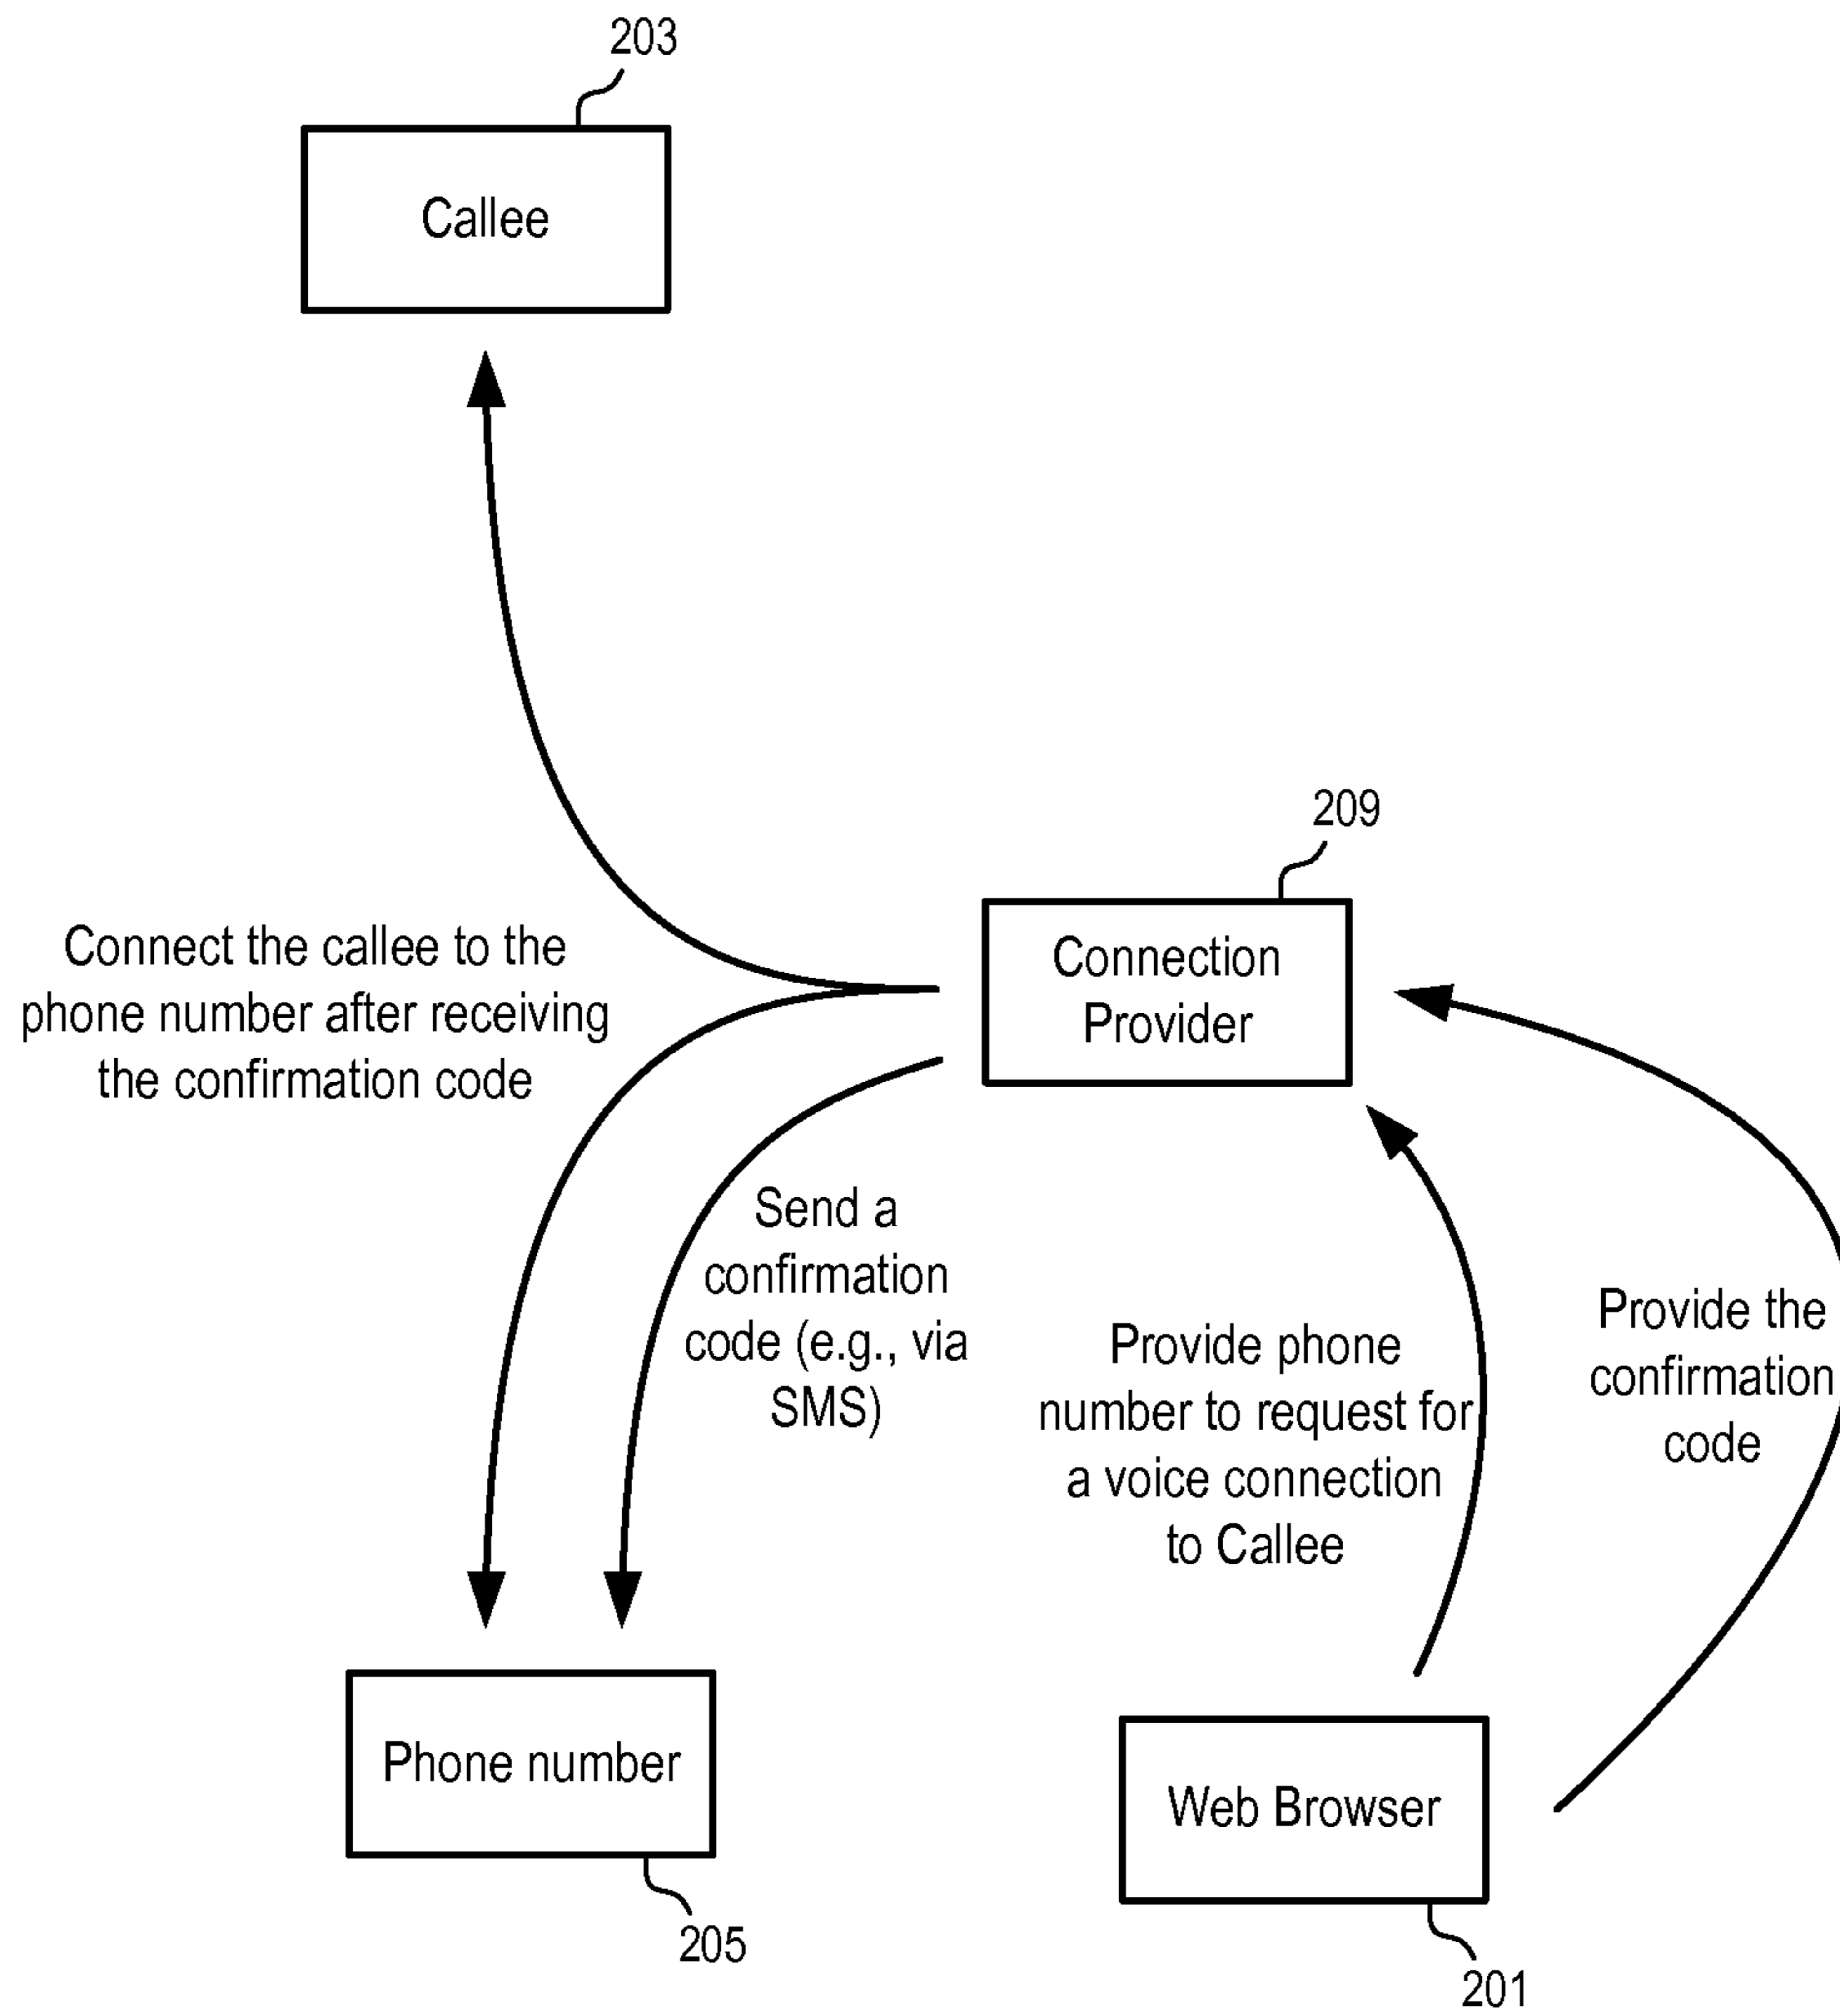 203
Callee
209
Connection
Provider
Connect the callee to the
phone number after receiving
the confirmation code
Send a
confirmation
code (e.g., via
SMS)
Provide phone
number to request for
a voice connection
to Callee
Provide the
confirmation
code
Phone number
205
Web Browser
201